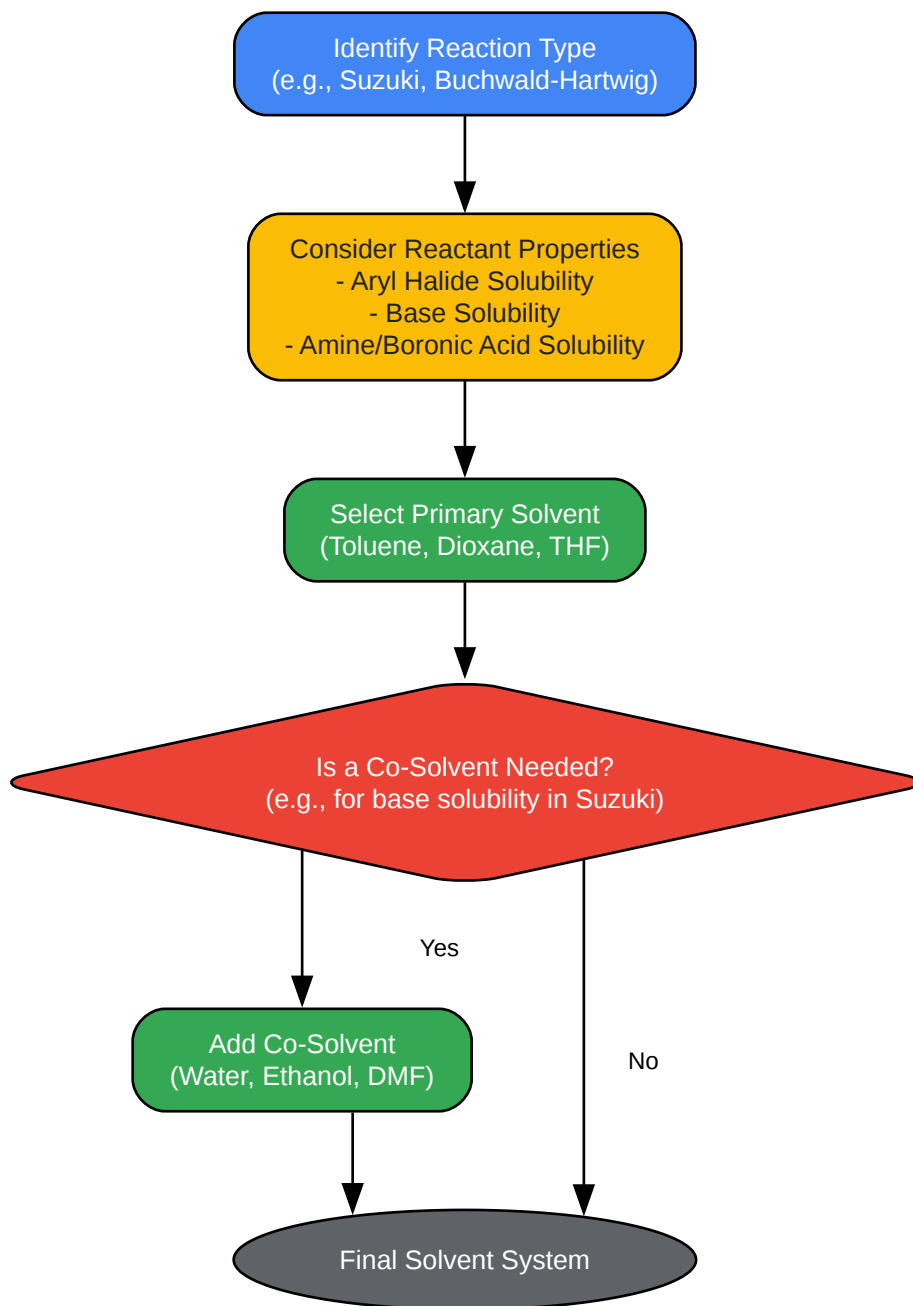 Identify Reaction Type
(e.g., Suzuki, Buchwald-Hartwig)
Consider Reactant Properties
- Aryl Halide Solubility
- Base Solubility
- Amine/Boronic Acid Solubility
Select Primary Solvent
(Toluene, Dioxane, THF)
Is a Co-Solvent Needed?
(e.g., for base solubility in Suzuki)
Yes
Add Co-Solvent
(Water, Ethanol, DMF)
No
Final Solvent System